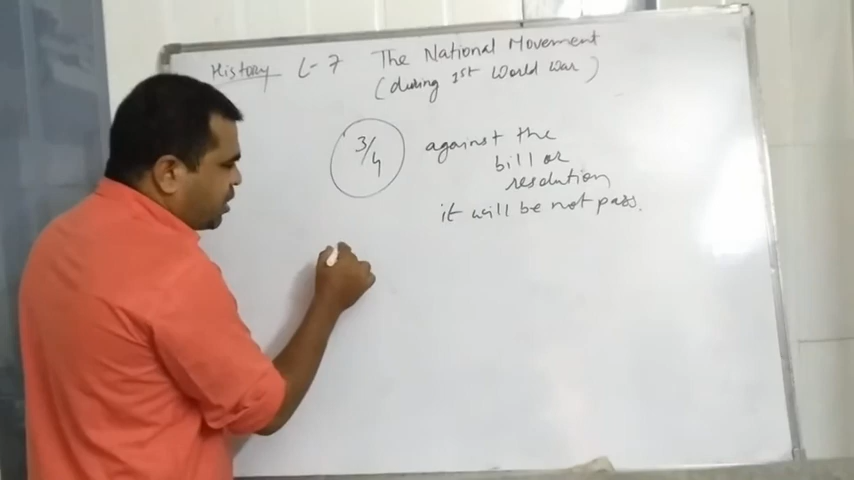 History L-7 The National Movement
(during 1st World War)
3/4 against the
bill or
resolution
it will be not pass.